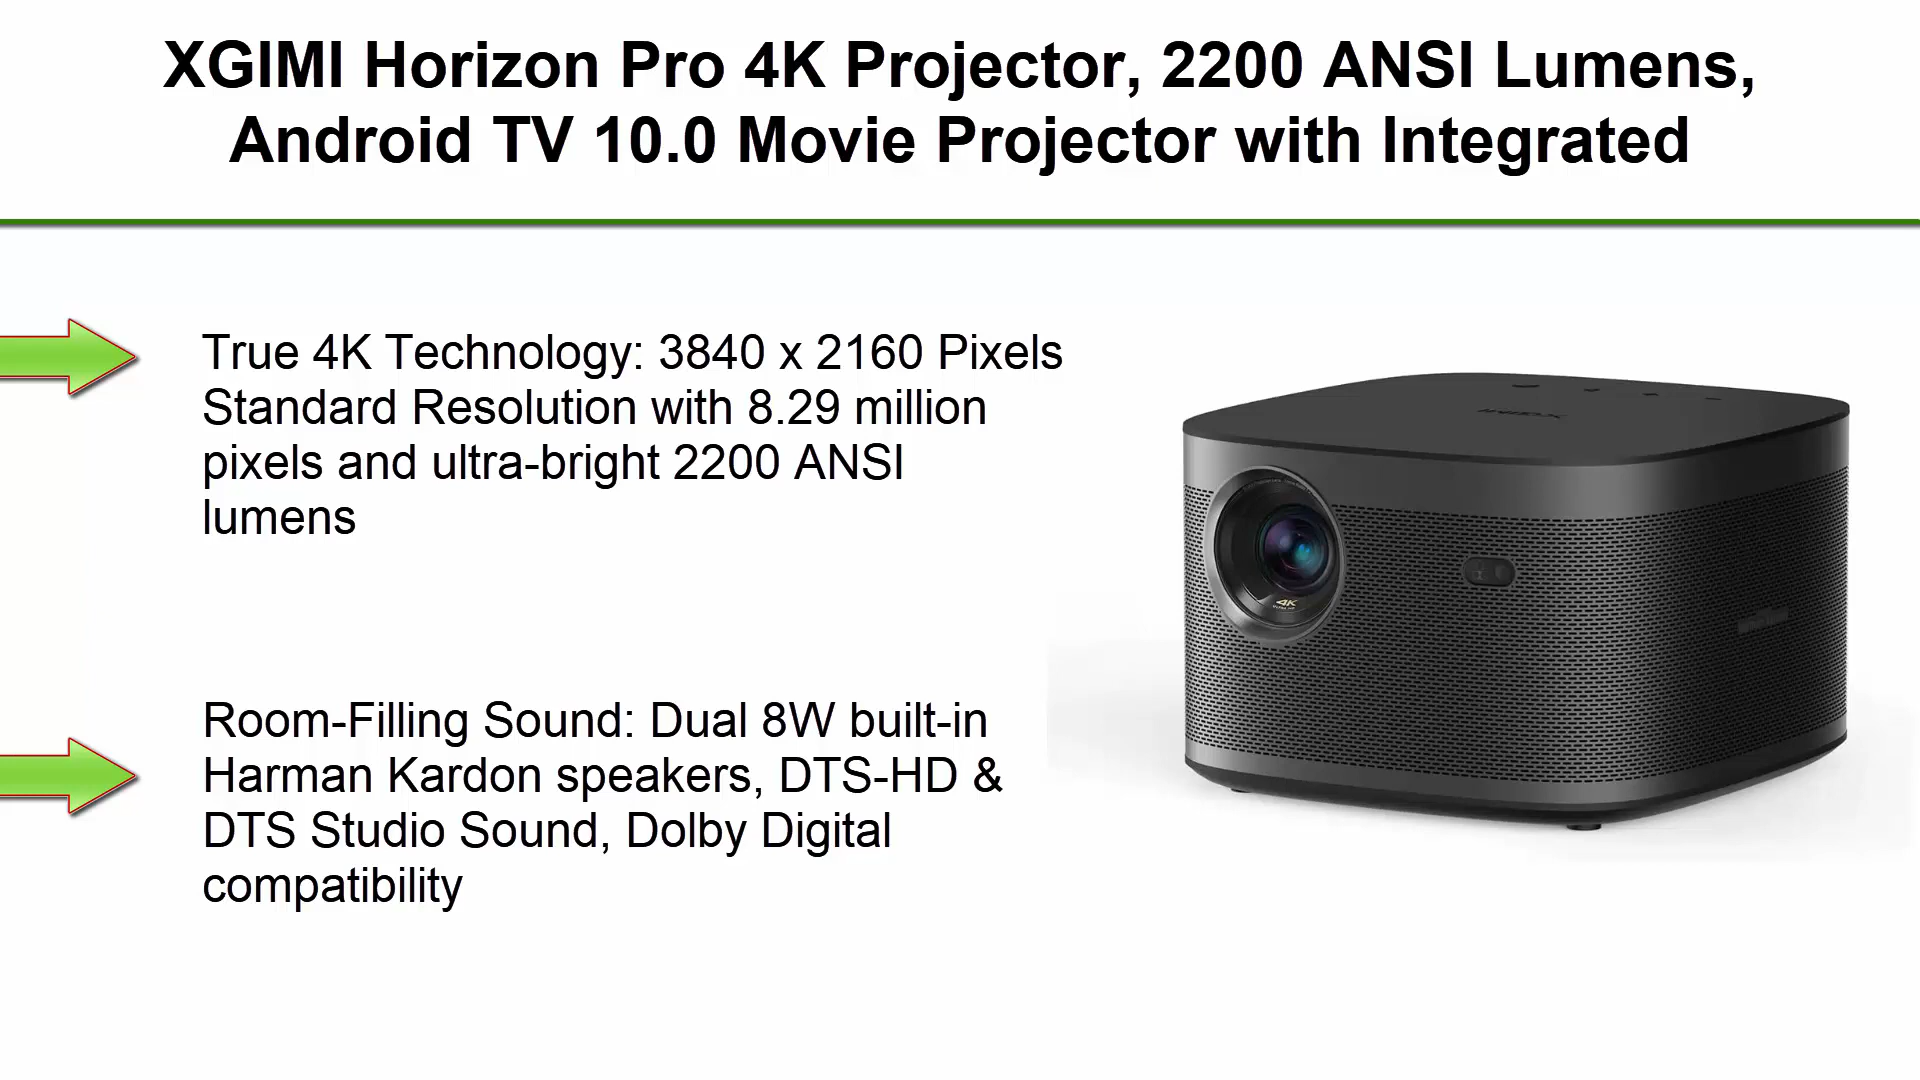 XGIMI Horizon Pro 4K Projector, 2200 ANSI Lumens,
Android TV 10.0 Movie Projector with Integrated
True 4K Technology: 3840 x 2160 Pixels
Standard Resolution with 8.29 million
pixels and ultra-bright 2200 ANSI
lumens
Room-Filling Sound: Dual 8W built-in
Harman Kardon speakers, DTS-HD &
DTS Studio Sound, Dolby Digital
compatibility
XGIMI
4K